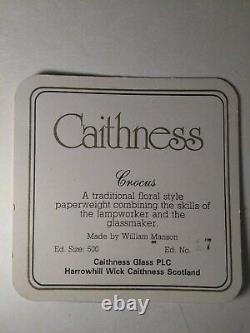 Caithness
Crocus
A traditional floral style
paperweight combining the skills of
the lampworker and the
glassmaker.
Made by William Manson
Ed. Size: 500 Ed. No. 7
Caithness Glass PLC
Harrowhill Wick Caithness Scotland